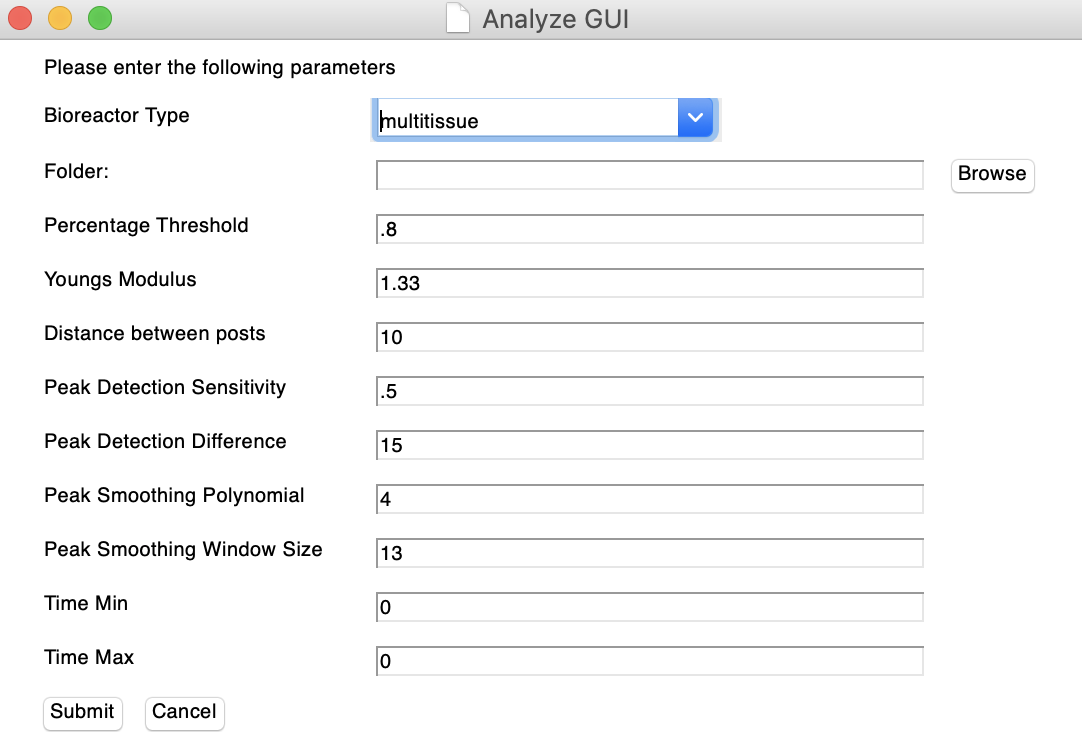 Analyze GUI
Please enter the following parameters
Bioreactor Type multitissue
Folder: Browse
Percentage Threshold .8
Youngs Modulus 1.33
Distance between posts 10
Peak Detection Sensitivity .5
Peak Detection Difference 15
Peak Smoothing Polynomial 4
Peak Smoothing Window Size 13
Time Min 0
Time Max 0
Submit Cancel